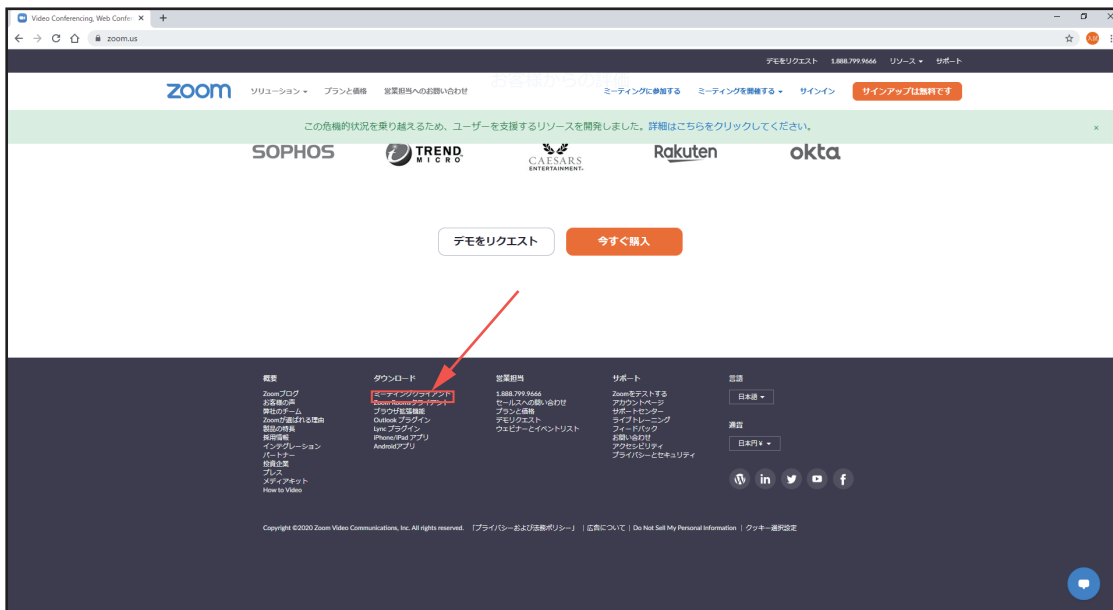 Video Conferencing, Web Confe
zoom.us
デモをリクエスト 1.888.799.9666 リソース サポート
zoom ソリューション プランと価格 営業担当へのお問い合わせ お客様からの評価 ミーティングに参加する ミーティングを開催する サインイン サインアップは無料です
この危機的状況を乗り越えるため、ユーザーを支援するリソースを開発しました。詳細はこちらをクリックしてください。
SOPHOS TREND MICRO CAESARS ENTERTAINMENT. Rakuten okta
デモをリクエスト 今すぐ購入
概要
Zoomブログ
お客様の声
弊社のチーム
Zoomが選ばれる理由
製品の特長
採用情報
インテグレーション
パートナー
投資企業
プレス
メディアキット
How to Video
ダウンロード
ミーティングクライアント
Zoom Roomsクライアント
ブラウザ拡張機能
Outlook プラグイン
Lync プラグイン
iPhone/iPad アプリ
Androidアプリ
営業担当
1.888.799.9666
セールスへの問い合わせ
プランと価格
デモリクエスト
ウェビナーとイベントリスト
サポート
Zoomをテストする
アカウントページ
サポートセンター
ライブトレーニング
フィードバック
お問い合わせ
アクセシビリティ
プライバシーとセキュリティ
言語
日本語
通貨
日本円 ¥
Copyright ©2020 Zoom Video Communications, Inc. All rights reserved. 「プライバシーおよび法務ポリシー」 | 広告について | Do Not Sell My Personal Information | クッキー選択設定